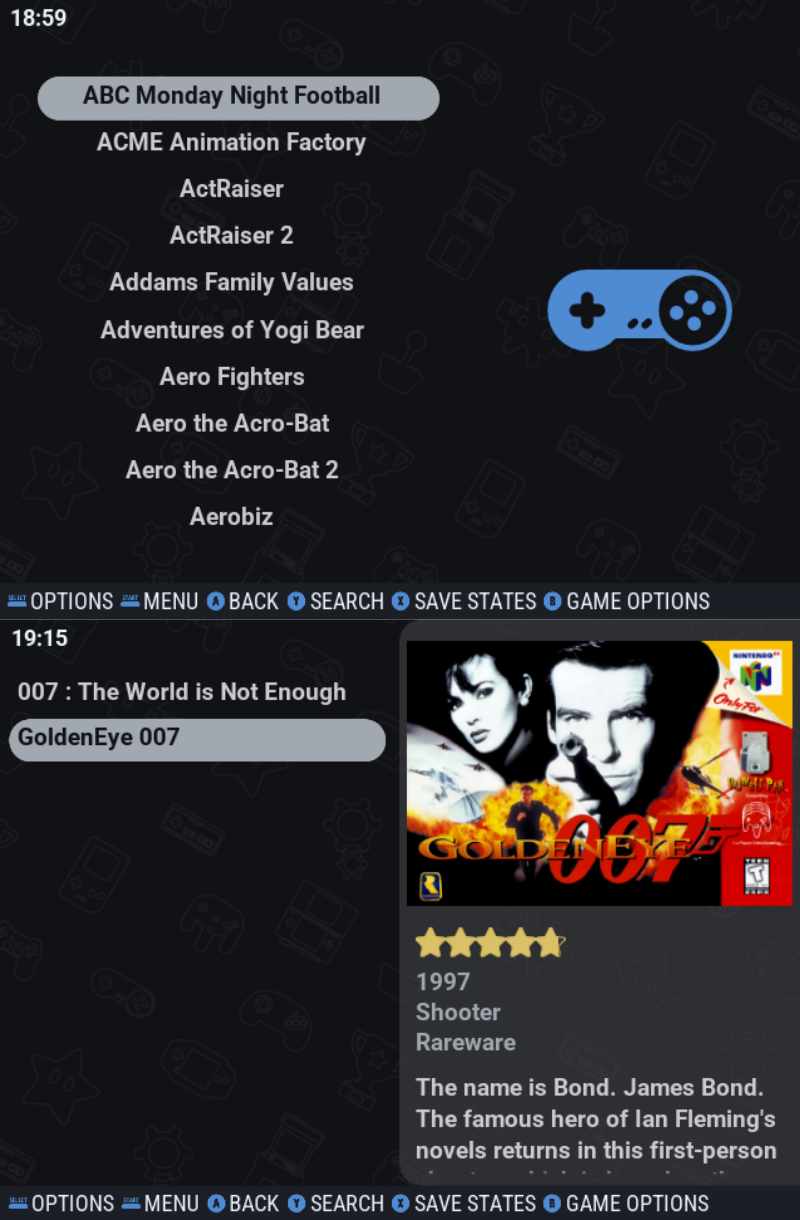 18:59
ABC Monday Night Football
ACME Animation Factory
ActRaiser
ActRaiser 2
Addams Family Values
Adventures of Yogi Bear
Aero Fighters
Aero the Acro-Bat
Aero the Acro-Bat 2
Aerobiz
SELECT OPTIONS START MENU A BACK Y SEARCH X SAVE STATES B GAME OPTIONS
19:15
007 : The World is Not Enough
GoldenEye 007
NINTENDO 64
N
Only For
GOLDENEYE 007
R
TEEN
T
1997
Shooter
Rareware
The name is Bond. James Bond.
The famous hero of Ian Fleming's
novels returns in this first-person
SELECT OPTIONS START MENU A BACK Y SEARCH X SAVE STATES B GAME OPTIONS